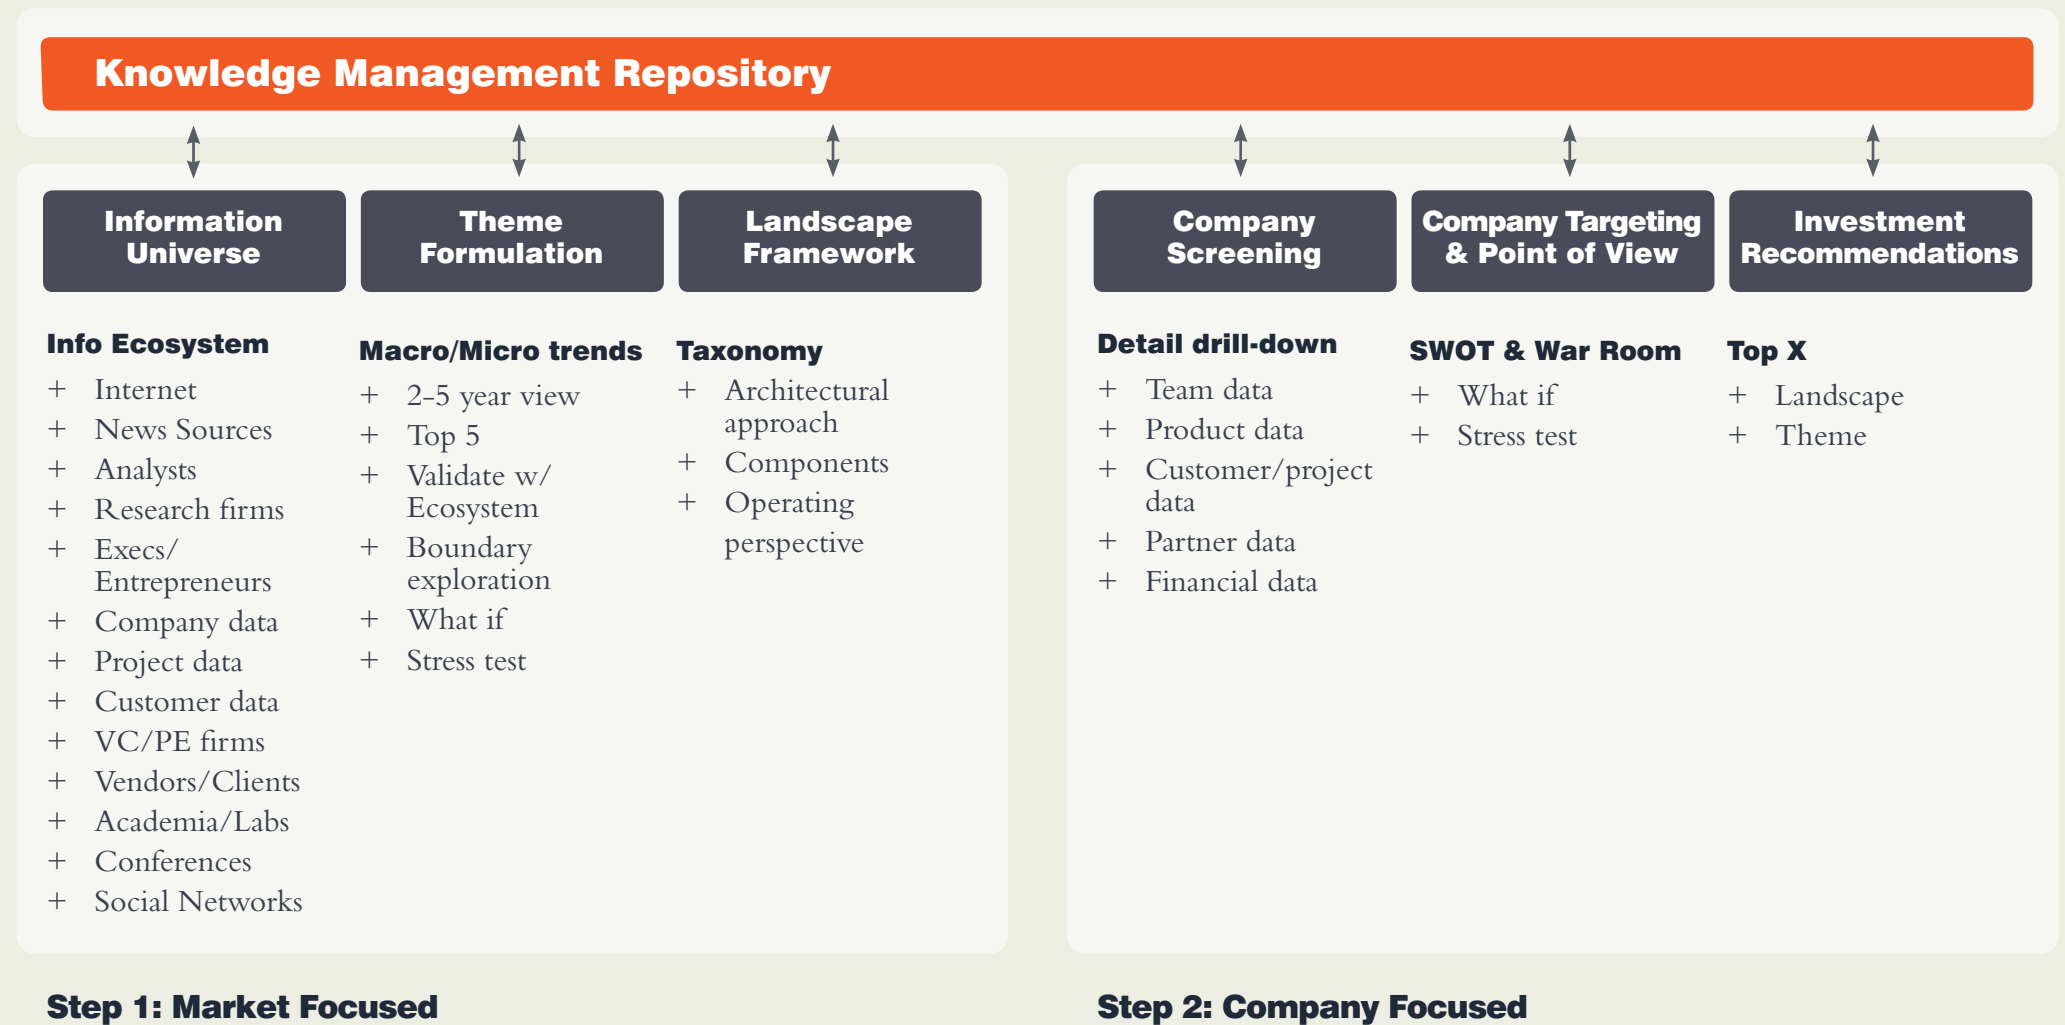 Knowledge Management Repository
Information
Universe
Theme
Formulation
Landscape
Framework
Company
Screening
Company Targeting
& Point of View
Investment
Recommendations
Info Ecosystem
+ Internet
+ News Sources
+ Analysts
+ Research firms
+ Execs/
Entrepreneurs
+ Company data
+ Project data
+ Customer data
+ VC/PE firms
+ Vendors/Clients
+ Academia/Labs
+ Conferences
+ Social Networks
Macro/Micro trends
+ 2-5 year view
+ Top 5
+ Validate w/
Ecosystem
+ Boundary
exploration
+ What if
+ Stress test
Taxonomy
+ Architectural
approach
+ Components
+ Operating
perspective
Detail drill-down
+ Team data
+ Product data
+ Customer/project
data
+ Partner data
+ Financial data
SWOT & War Room
+ What if
+ Stress test
Top X
+ Landscape
+ Theme
Step 1: Market Focused
Step 2: Company Focused